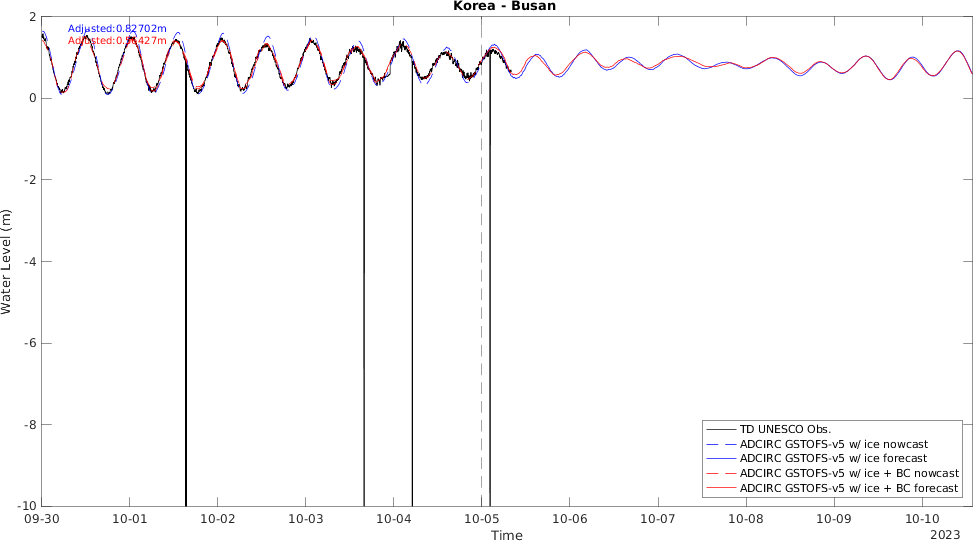 Korea - Busan
Adjusted:0.82702m
Water Level (m)
2
0
-2
-4
-6
-8
-10
TD UNESCO Obs.
ADCIRC GSTOFS-v5 w/ ice nowcast
ADCIRC GSTOFS-v5 w/ ice forecast
ADCIRC GSTOFS-v5 w/ ice + BC nowcast
ADCIRC GSTOFS-v5 w/ ice + BC forecast
09-30 10-01 10-02 10-03 10-04 10-05 10-06 10-07 10-08 10-09 10-10
Time
2023